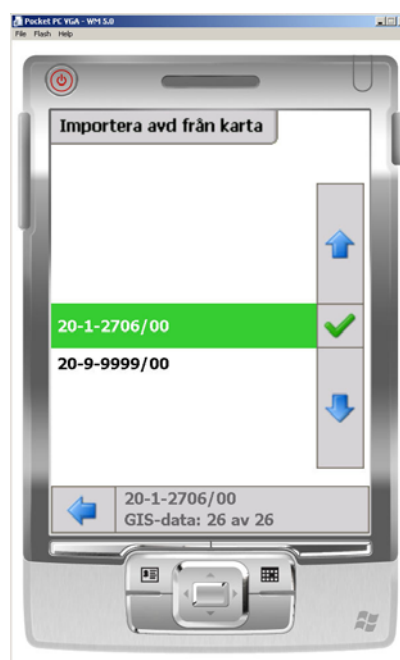 Pocket PC VGA - WM 5.0
File Flash Help
Importera avd från karta
20-1-2706/00
20-9-9999/00
20-1-2706/00
GIS-data: 26 av 26